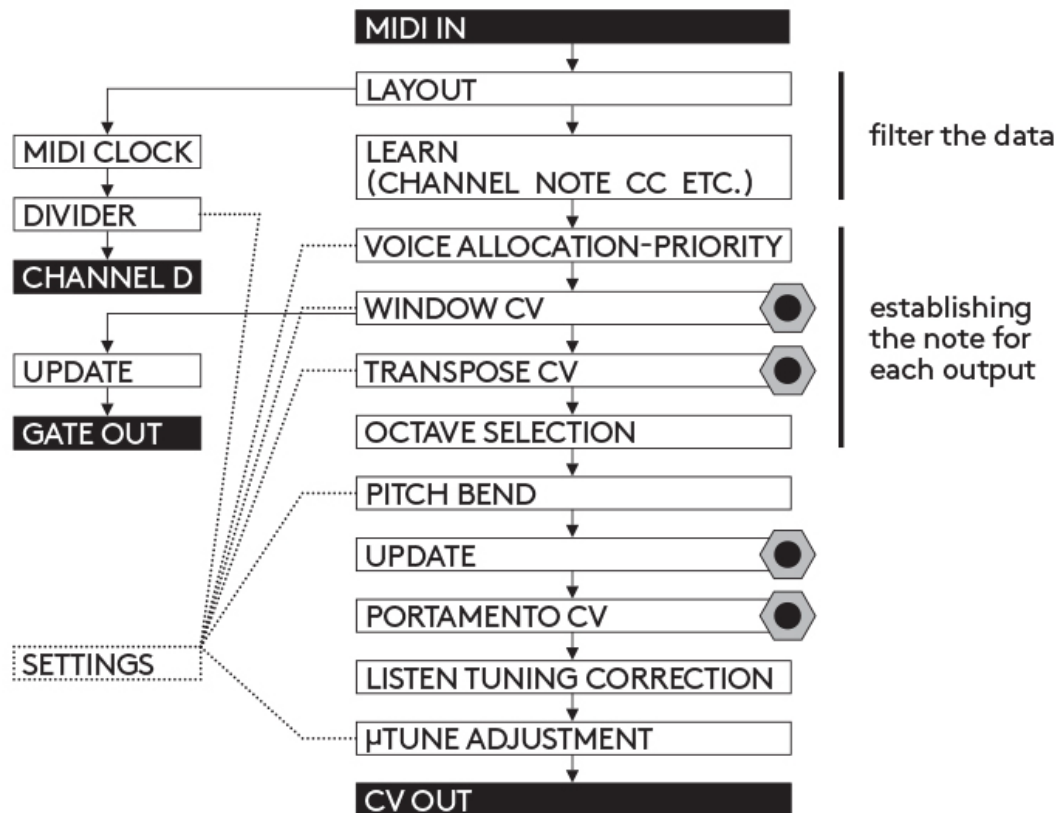 MIDI IN
LAYOUT
filter the data
MIDI CLOCK
LEARN
(CHANNEL NOTE CC ETC.)
DIVIDER
VOICE ALLOCATION-PRIORITY
CHANNEL D
WINDOW CV
establishing
the note for
each output
UPDATE
TRANSPOSE CV
GATE OUT
OCTAVE SELECTION
PITCH BEND
UPDATE
PORTAMENTO CV
SETTINGS
LISTEN TUNING CORRECTION
µTUNE ADJUSTMENT
CV OUT